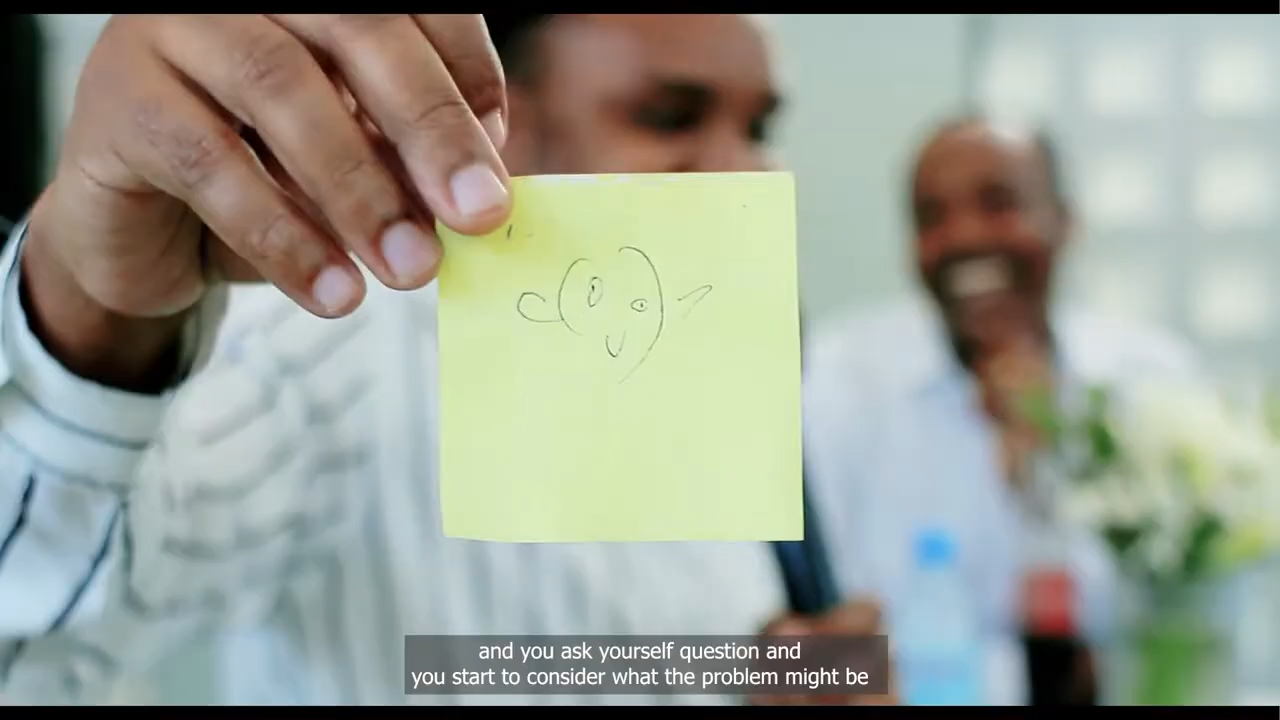 and you ask yourself question and
you start to consider what the problem might be